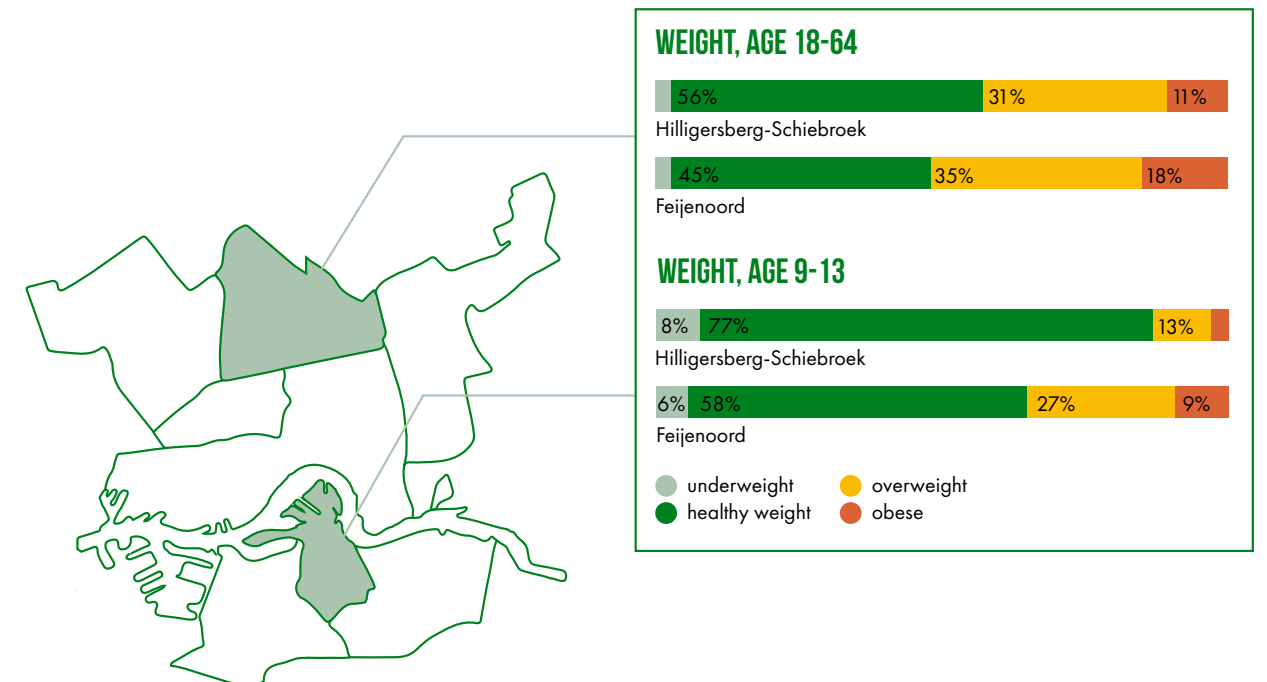 WEIGHT, AGE 18-64
56% 31% 11%
Hilligersberg-Schiebroek
45% 35% 18%
Feijenoord
WEIGHT, AGE 9-13
8% 77% 13%
Hilligersberg-Schiebroek
6% 58% 27% 9%
Feijenoord
underweight overweight
healthy weight obese